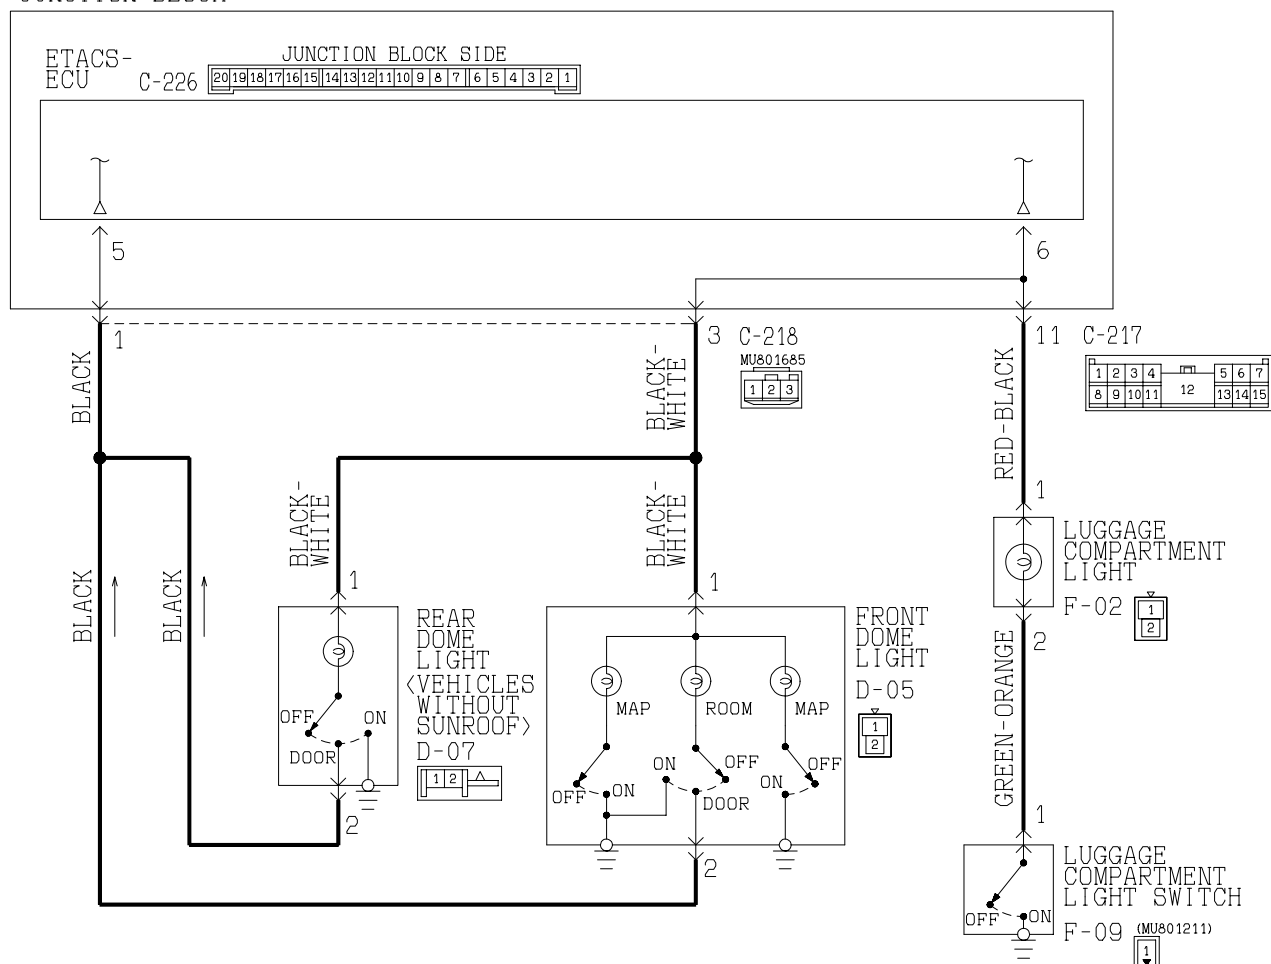 ETACS-
ECU
C-226
JUNCTION BLOCK SIDE
20 19 18 17 16 15 14 13 12 11 10 9 8 7 6 5 4 3 2 1
5
6
1
3
C-218
MU801685
1 2 3
11
C-217
1 2 3 4 5 6 7
8 9 10 11 12 13 14 15
BLACK
BLACK-
WHITE
RED-BLACK
BLACK-
WHITE
BLACK-
WHITE
1
1
1
LUGGAGE
COMPARTMENT
LIGHT
F-02
1
2
2
BLACK
BLACK
REAR
DOME
LIGHT
<VEHICLES
WITHOUT
SUNROOF>
D-07
1 2
OFF
ON
DOOR
2
FRONT
DOME
LIGHT
D-05
1
2
MAP
ROOM
MAP
OFF
ON
ON
OFF
DOOR
ON
OFF
2
GREEN-ORANGE
1
LUGGAGE
COMPARTMENT
LIGHT SWITCH
F-09
(MU801211)
1
OFF
ON